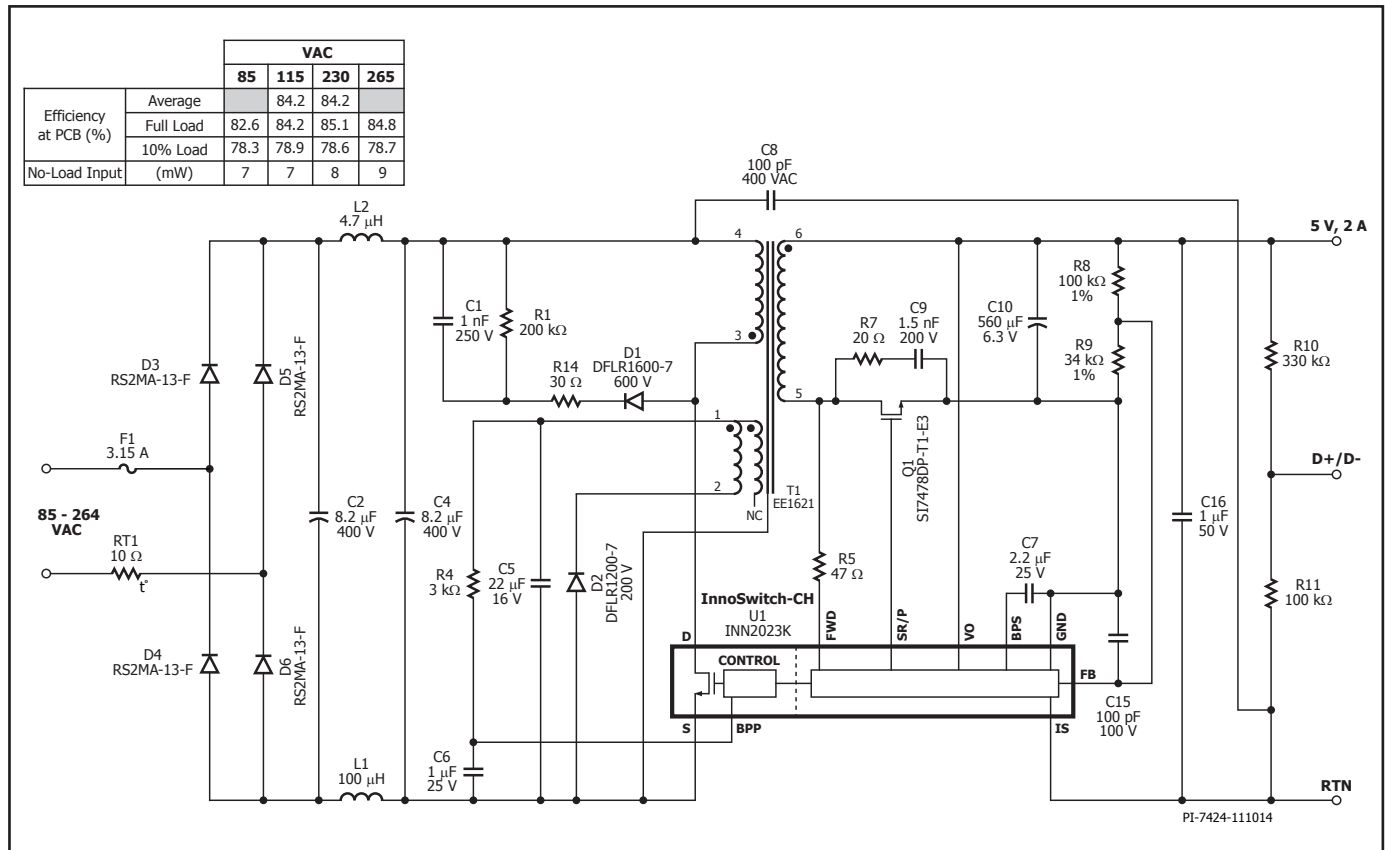 VAC
85 115 230 265
Efficiency
at PCB (%)
Average 84.2 84.2
Full Load 82.6 84.2 85.1 84.8
10% Load 78.3 78.9 78.6 78.7
No-Load Input (mW) 7 7 8 9
C8
100 pF
400 VAC
L2
4.7 μH
4
6
5 V, 2 A
C1
1 nF
250 V
R1
200 kΩ
R8
100 kΩ
1%
C10
560 μF
6.3 V
C9
1.5 nF
200 V
R7
20 Ω
3
R9
34 kΩ
1%
R10
330 kΩ
D3
RS2MA-13-F
D5
RS2MA-13-F
R14
30 Ω
D1
DFLR1600-7
600 V
5
1
F1
3.15 A
Q1
SI7478DP-T1-E3
D+/D-
2
NC
T1
EE1621
85 - 264
VAC
C2
8.2 μF
400 V
C4
8.2 μF
400 V
C16
1 μF
50 V
RT1
10 Ω
t°
R4
3 kΩ
C5
22 μF
16 V
D2
DFLR1200-7
200 V
R5
47 Ω
C7
2.2 μF
25 V
R11
100 kΩ
InnoSwitch-CH
U1
INN2023K
D
FWD
SR/P
VO
BPS
GND
D4
RS2MA-13-F
D6
RS2MA-13-F
CONTROL
FB
C15
100 pF
100 V
S
BPP
IS
L1
100 μH
C6
1 μF
25 V
RTN
PI-7424-111014